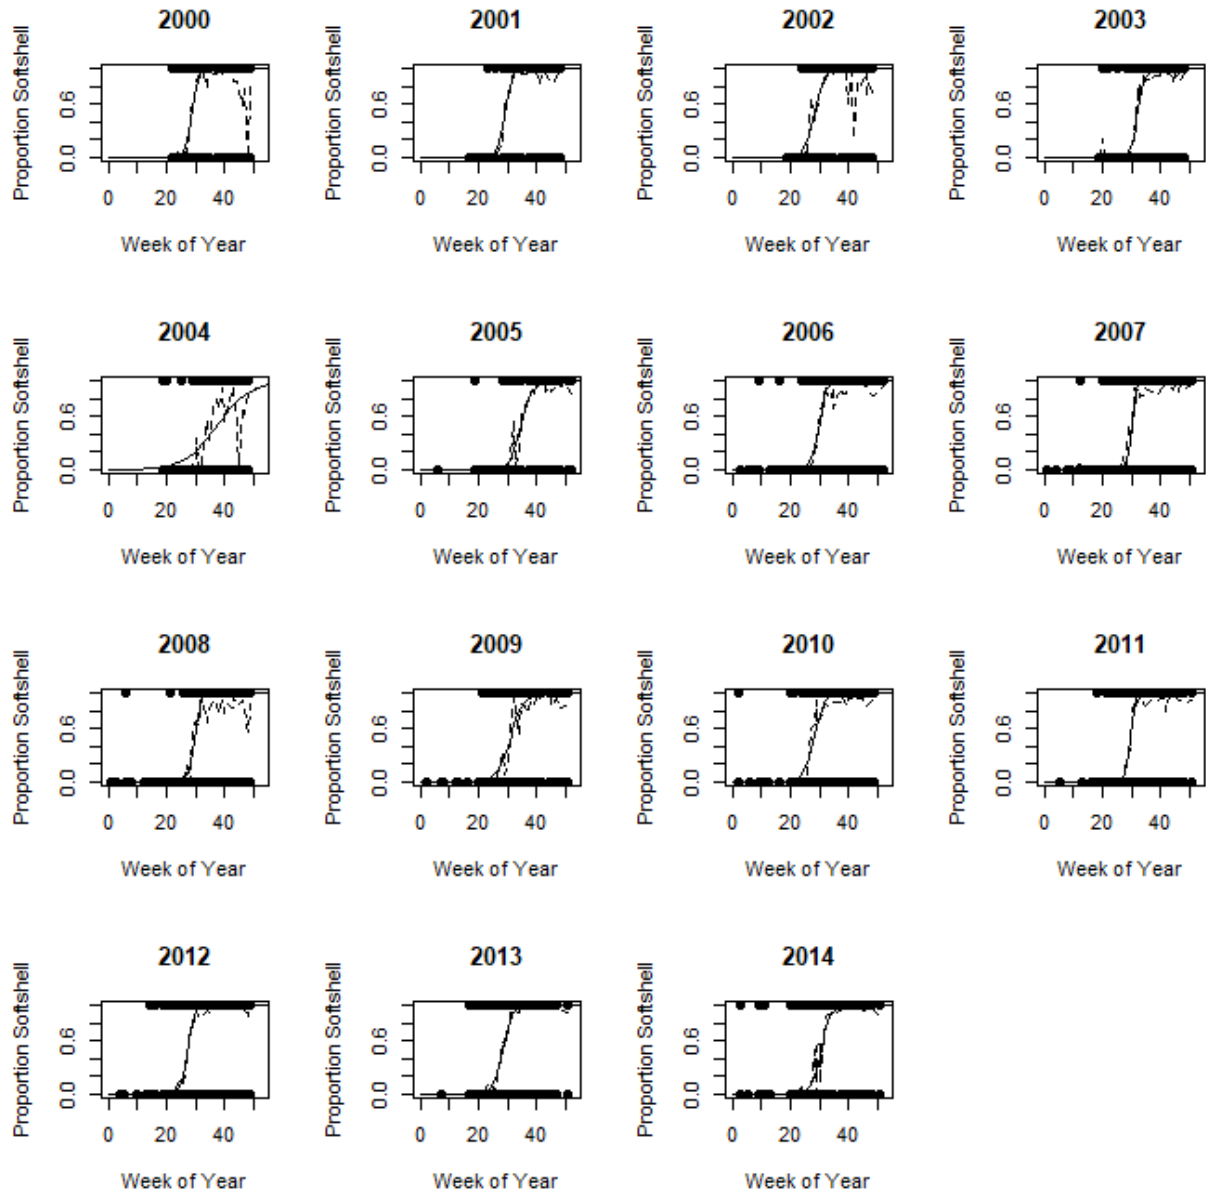 2000
Proportion Softshell
0.0 0.6
0 20 40
Week of Year
2001
Proportion Softshell
0.0 0.6
0 20 40
Week of Year
2002
Proportion Softshell
0.0 0.6
0 20 40
Week of Year
2003
Proportion Softshell
0.0 0.6
0 20 40
Week of Year
2004
Proportion Softshell
0.0 0.6
0 20 40
Week of Year
2005
Proportion Softshell
0.0 0.6
0 20 40
Week of Year
2006
Proportion Softshell
0.0 0.6
0 20 40
Week of Year
2007
Proportion Softshell
0.0 0.6
0 20 40
Week of Year
2008
Proportion Softshell
0.0 0.6
0 20 40
Week of Year
2009
Proportion Softshell
0.0 0.6
0 20 40
Week of Year
2010
Proportion Softshell
0.0 0.6
0 20 40
Week of Year
2011
Proportion Softshell
0.0 0.6
0 20 40
Week of Year
2012
Proportion Softshell
0.0 0.6
0 20 40
Week of Year
2013
Proportion Softshell
0.0 0.6
0 20 40
Week of Year
2014
Proportion Softshell
0.0 0.6
0 20 40
Week of Year